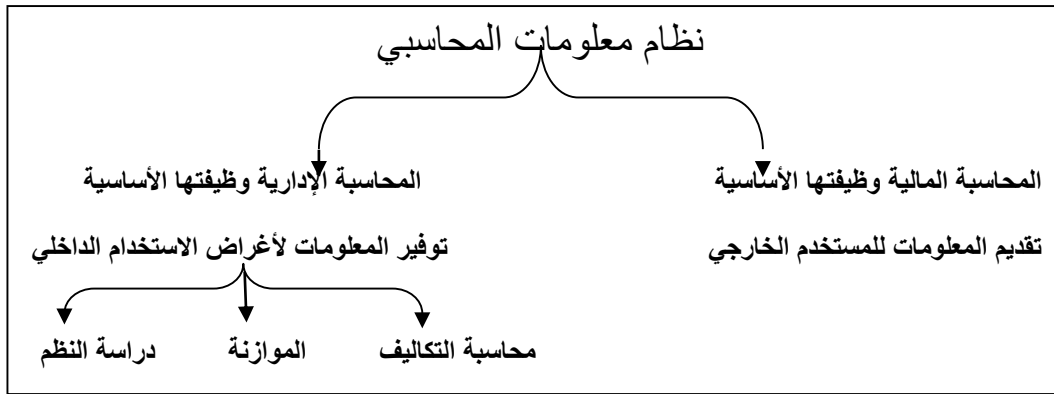 نظام معلومات المحاسبي
المحاسبة المالية وظيفتها الأساسية
تقديم المعلومات للمستخدم الخارجي
المحاسبة الإدارية وظيفتها الأساسية
توفير المعلومات لأغراض الاستخدام الداخلي
محاسبة التكاليف
الموازنة
دراسة النظم